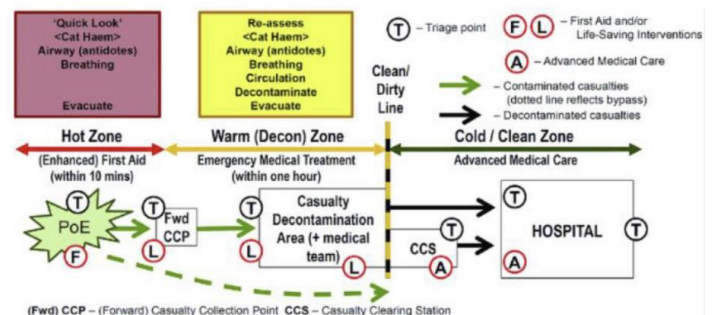 ‘Quick Look’
<Cat Haem>
Airway (antidotes)
Breathing
Evacuate
Re-assess
<Cat Haem>
Airway (antidotes)
Breathing
Circulation
Decontaminate
Evacuate
T – Triage point
F L – First Aid and/or
Life-Saving Interventions
A – Advanced Medical Care
– Contaminated casualties
(dotted line reflects bypass)
– Decontaminated casualties
Clean/
Dirty
Line
Hot Zone
(Enhanced) First Aid
(within 10 mins)
Warm (Decon) Zone
Emergency Medical Treatment
(within one hour)
Cold / Clean Zone
Advanced Medical Care
T
PoE
F
T
Fwd
CCP
L
T
Casualty
Decontamination
Area (+ medical
team)
L
L
T
CCS
A
T
HOSPITAL
T
A
(Fwd) CCP – (Forward) Casualty Collection Point CCS – Casualty Clearing Station